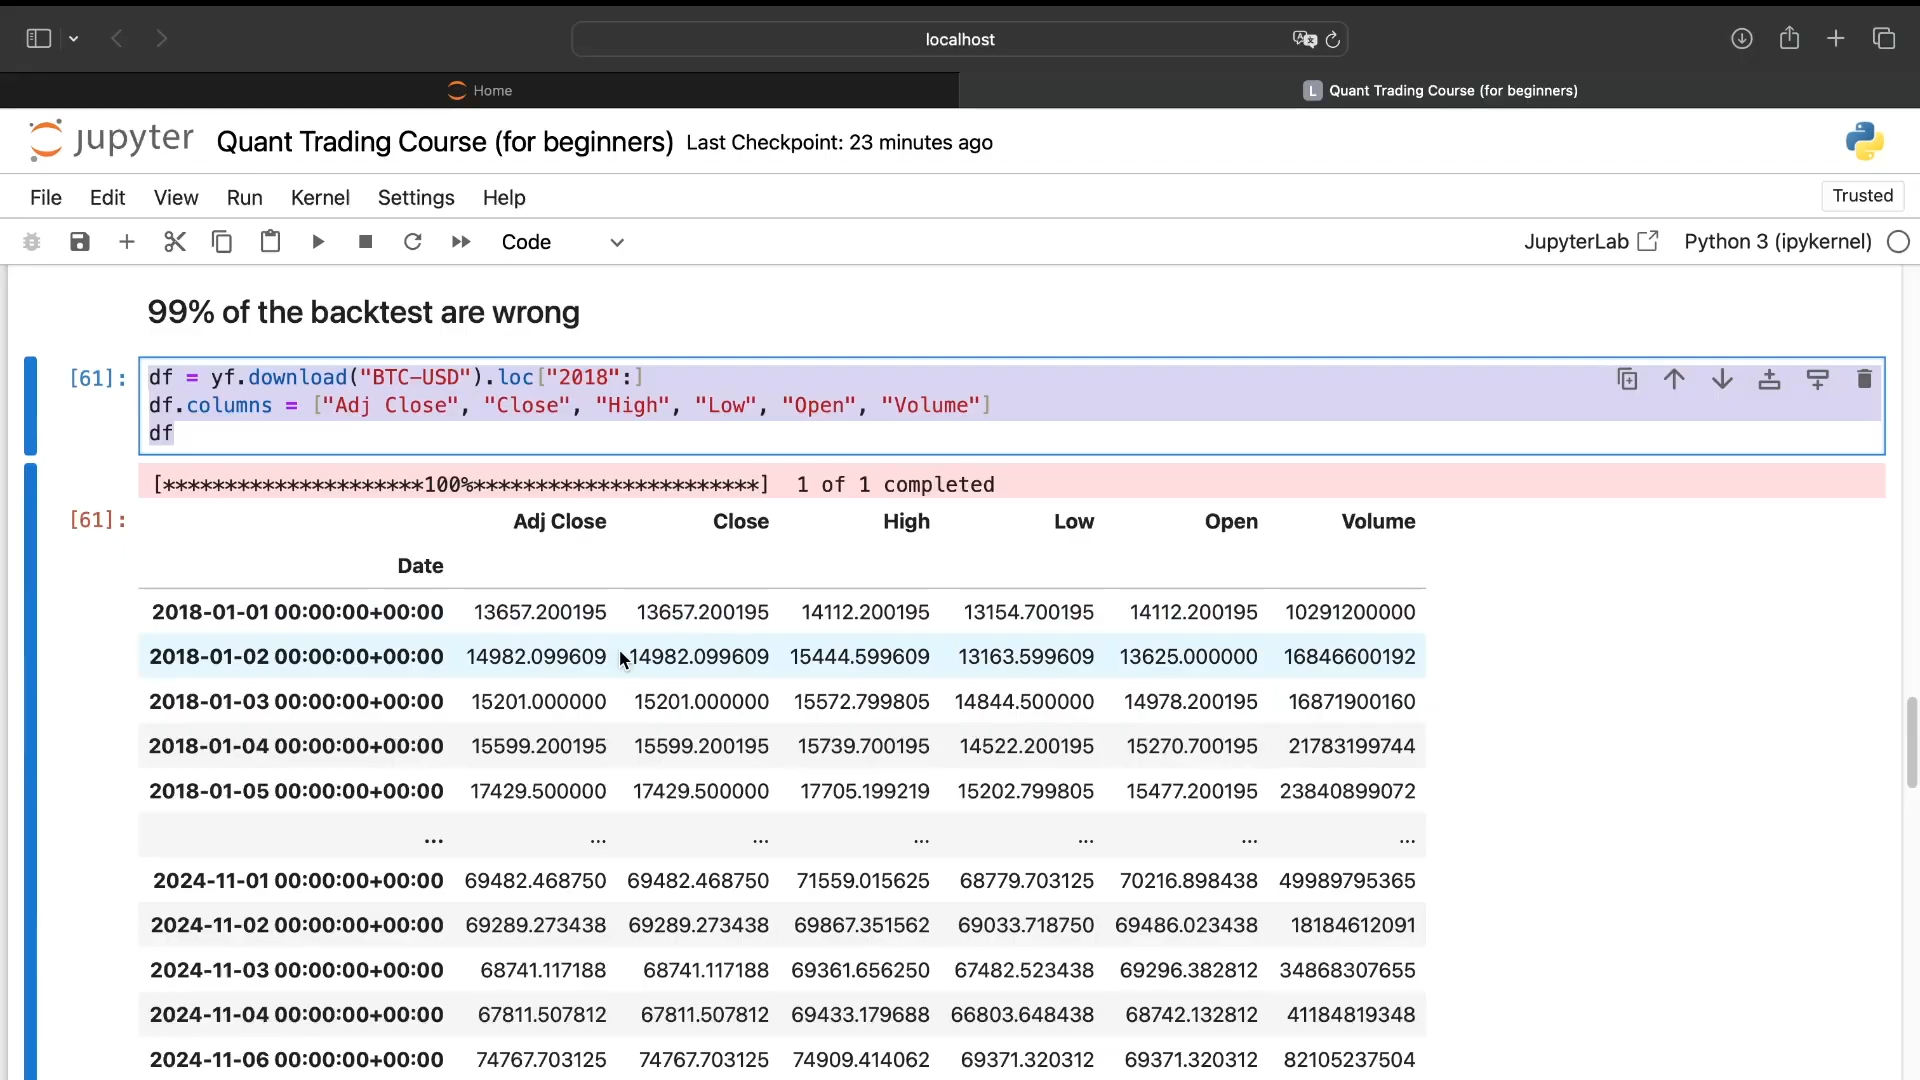 localhost
Home
L Quant Trading Course (for beginners)
jupyter Quant Trading Course (for beginners) Last Checkpoint: 23 minutes ago
File Edit View Run Kernel Settings Help Trusted
Code JupyterLab Python 3 (ipykernel)
99% of the backtest are wrong
[61]: df = yf.download("BTC-USD").loc["2018":]
df.columns = ["Adj Close", "Close", "High", "Low", "Open", "Volume"]
df
[*********************100%***********************] 1 of 1 completed
[61]: Adj Close Close High Low Open Volume
Date
2018-01-01 00:00:00+00:00 13657.200195 13657.200195 14112.200195 13154.700195 14112.200195 10291200000
2018-01-02 00:00:00+00:00 14982.099609 14982.099609 15444.599609 13163.599609 13625.000000 16846600192
2018-01-03 00:00:00+00:00 15201.000000 15201.000000 15572.799805 14844.500000 14978.200195 16871900160
2018-01-04 00:00:00+00:00 15599.200195 15599.200195 15739.700195 14522.200195 15270.700195 21783199744
2018-01-05 00:00:00+00:00 17429.500000 17429.500000 17705.199219 15202.799805 15477.200195 23840899072
... ... ... ... ... ... ...
2024-11-01 00:00:00+00:00 69482.468750 69482.468750 71559.015625 68779.703125 70216.898438 49989795365
2024-11-02 00:00:00+00:00 69289.273438 69289.273438 69867.351562 69033.718750 69486.023438 18184612091
2024-11-03 00:00:00+00:00 68741.117188 68741.117188 69361.656250 67482.523438 69296.382812 34868307655
2024-11-04 00:00:00+00:00 67811.507812 67811.507812 69433.179688 66803.648438 68742.132812 41184819348
2024-11-06 00:00:00+00:00 74767.703125 74767.703125 74909.414062 69371.320312 69371.320312 82105237504